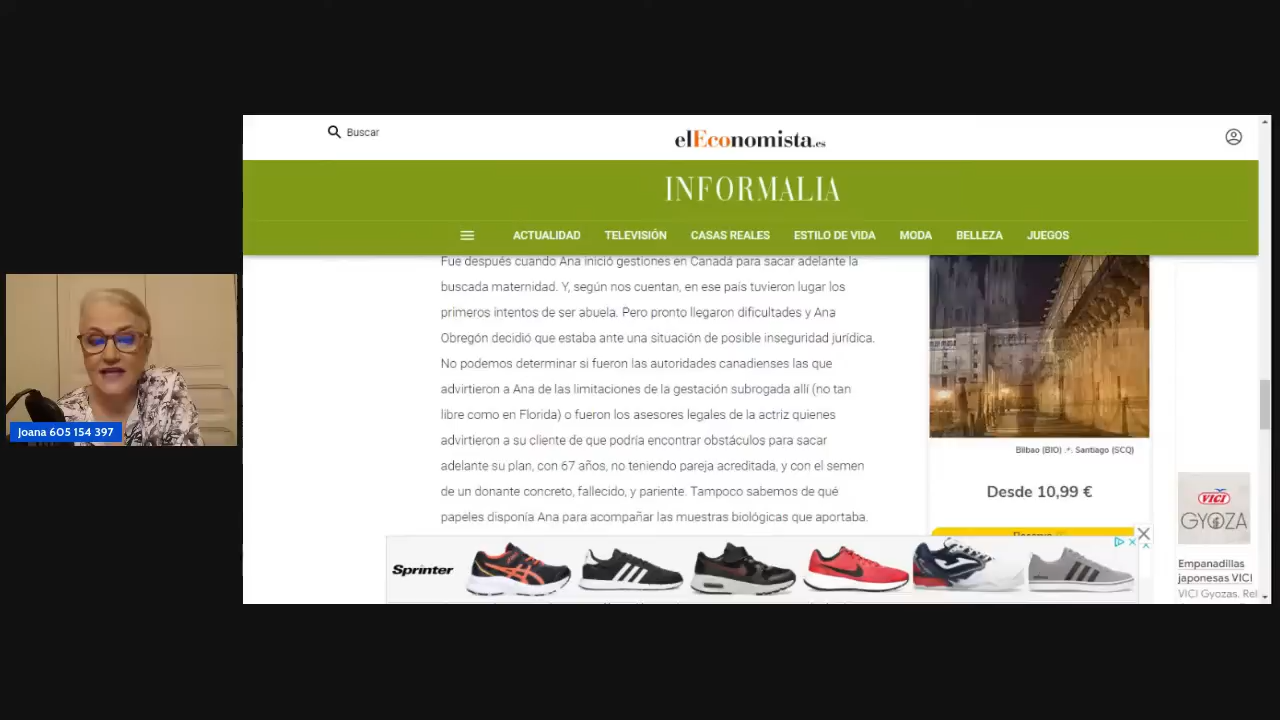 Buscar
elEconomista.es
INFORMALIA
ACTUALIDAD TELEVISIÓN CASAS REALES ESTILO DE VIDA MODA BELLEZA JUEGOS
Fue después cuando Ana inició gestiones en Canadá para sacar adelante la
buscada maternidad. Y, según nos cuentan, en ese país tuvieron lugar los
primeros intentos de ser abuela. Pero pronto llegaron dificultades y Ana
Obregón decidió que estaba ante una situación de posible inseguridad jurídica.
No podemos determinar si fueron las autoridades canadienses las que
advirtieron a Ana de las limitaciones de la gestación subrogada allí (no tan
libre como en Florida) o fueron los asesores legales de la actriz quienes
advirtieron a su cliente de que podría encontrar obstáculos para sacar
adelante su plan, con 67 años, no teniendo pareja acreditada, y con el semen
de un donante concreto, fallecido, y pariente. Tampoco sabemos de qué
papeles disponía Ana para acompañar las muestras biológicas que aportaba.
Bilbao (BIO) Santiago (SCQ)
Desde 10,99 €
VICI
GYOZA
Empanadillas
japonesas VICI
VICI Gyozas. Rel
Sprinter
Joana 605 154 397